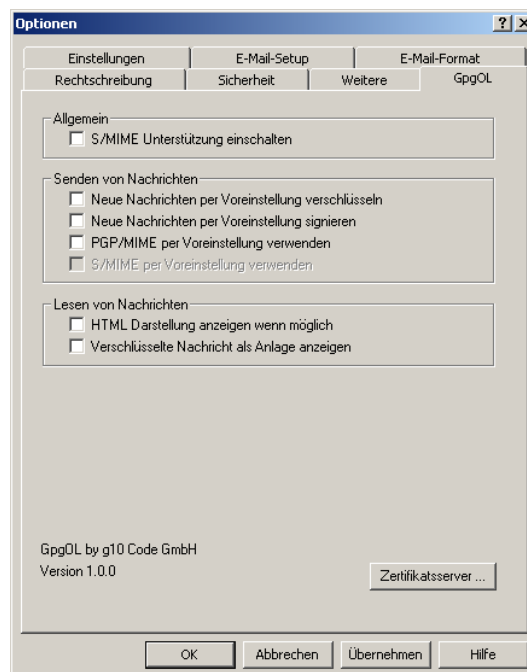 Optionen
Einstellungen E-Mail-Setup E-Mail-Format
Rechtschreibung Sicherheit Weitere GpgOL
Allgemein
S/MIME Unterstützung einschalten
Senden von Nachrichten
Neue Nachrichten per Voreinstellung verschlüsseln
Neue Nachrichten per Voreinstellung signieren
PGP/MIME per Voreinstellung verwenden
S/MIME per Voreinstellung verwenden
Lesen von Nachrichten
HTML Darstellung anzeigen wenn möglich
Verschlüsselte Nachricht als Anlage anzeigen
GpgOL by g10 Code GmbH
Version 1.0.0
Zertifikatsserver ...
OK Abbrechen Übernehmen Hilfe